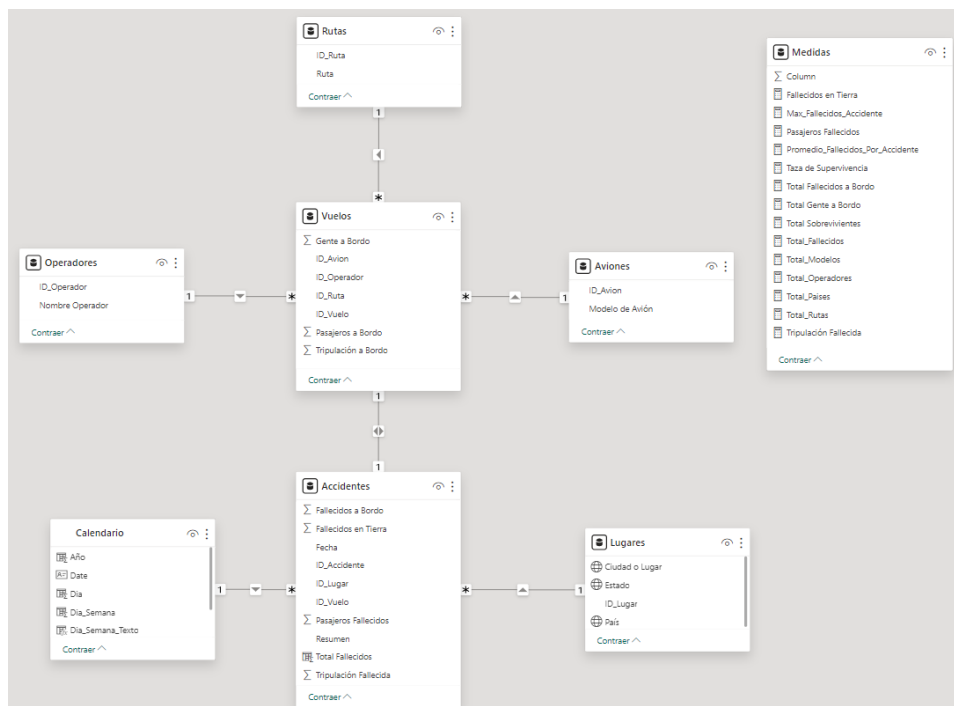 Rutas
ID_Ruta
Ruta
Contraer
1
*
Medidas
Column
Fallecidos en Tierra
Max_Fallecidos_Accidente
Pasajeros Fallecidos
Promedio_Fallecidos_Por_Accidente
Taza de Supervivencia
Total Fallecidos a Bordo
Total Gente a Bordo
Total Sobrevivientes
Total_Fallecidos
Total_Modelos
Total_Operadores
Total_Paises
Total_Rutas
Tripulación Fallecida
Contraer
Vuelos
Gente a Bordo
ID_Avion
ID_Operador
ID_Ruta
ID_Vuelo
Pasajeros a Bordo
Tripulación a Bordo
Contraer
Operadores
ID_Operador
Nombre Operador
Contraer
1
*
Aviones
ID_Avion
Modelo de Avión
Contraer
*
1
1
1
Accidentes
Fallecidos a Bordo
Fallecidos en Tierra
Fecha
ID_Accidente
ID_Lugar
ID_Vuelo
Pasajeros Fallecidos
Resumen
Total Fallecidos
Tripulación Fallecida
Contraer
Calendario
Año
Date
Dia
Dia_Semana
Dia_Semana_Texto
Contraer
1
*
Lugares
Ciudad o Lugar
Estado
ID_Lugar
País
Contraer
*
1